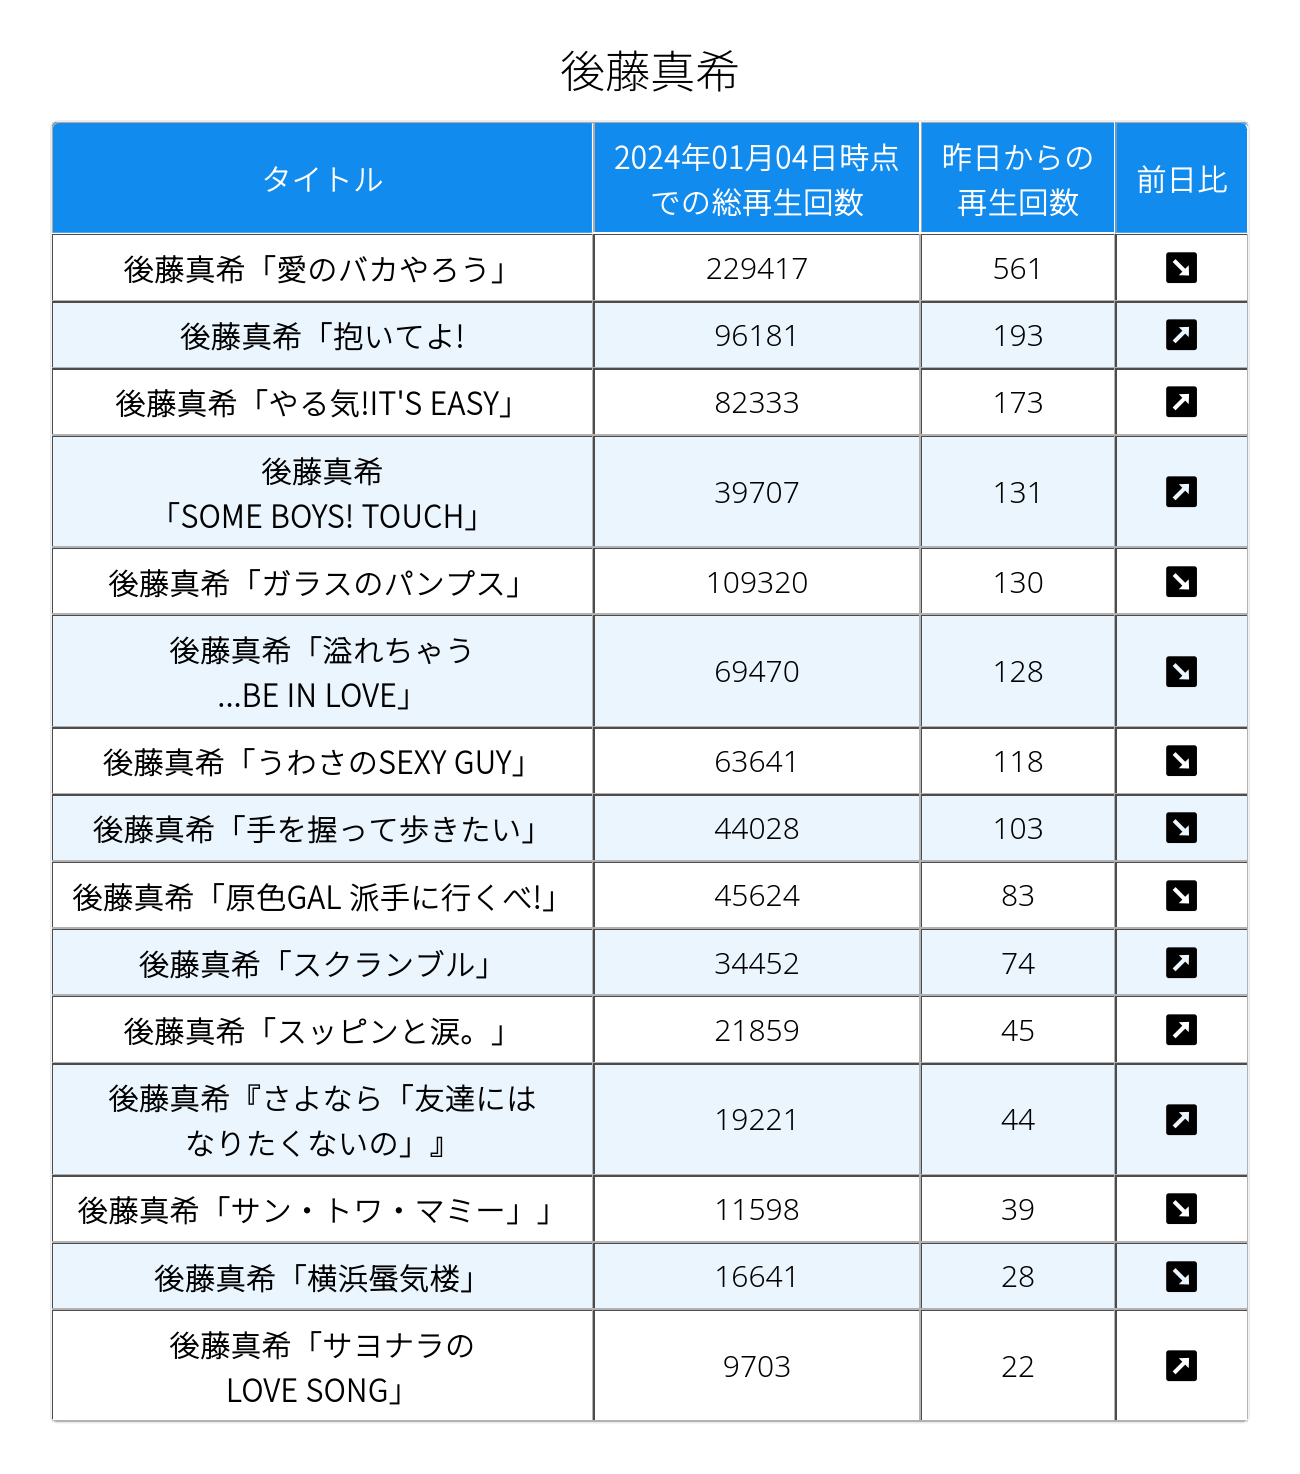 後藤真希
タイトル
2024年01月04日時点
での総再生回数
昨日からの
再生回数
前日比
後藤真希「愛のバカやろう」 229417 561
後藤真希「抱いてよ! 96181 193
後藤真希「やる気!IT'S EASY」 82333 173
後藤真希
「SOME BOYS! TOUCH」
39707 131
後藤真希「ガラスのパンプス」 109320 130
後藤真希「溢れちゃう
...BE IN LOVE」
69470 128
後藤真希「うわさのSEXY GUY」 63641 118
後藤真希「手を握って歩きたい」 44028 103
後藤真希「原色GAL 派手に行くべ!」 45624 83
後藤真希「スクランブル」 34452 74
後藤真希「スッピンと涙。」 21859 45
後藤真希『さよなら「友達には
なりたくないの」』
19221 44
後藤真希「サン・トワ・マミー」」 11598 39
後藤真希「横浜蜃気楼」 16641 28
後藤真希「サヨナラの
LOVE SONG」
9703 22